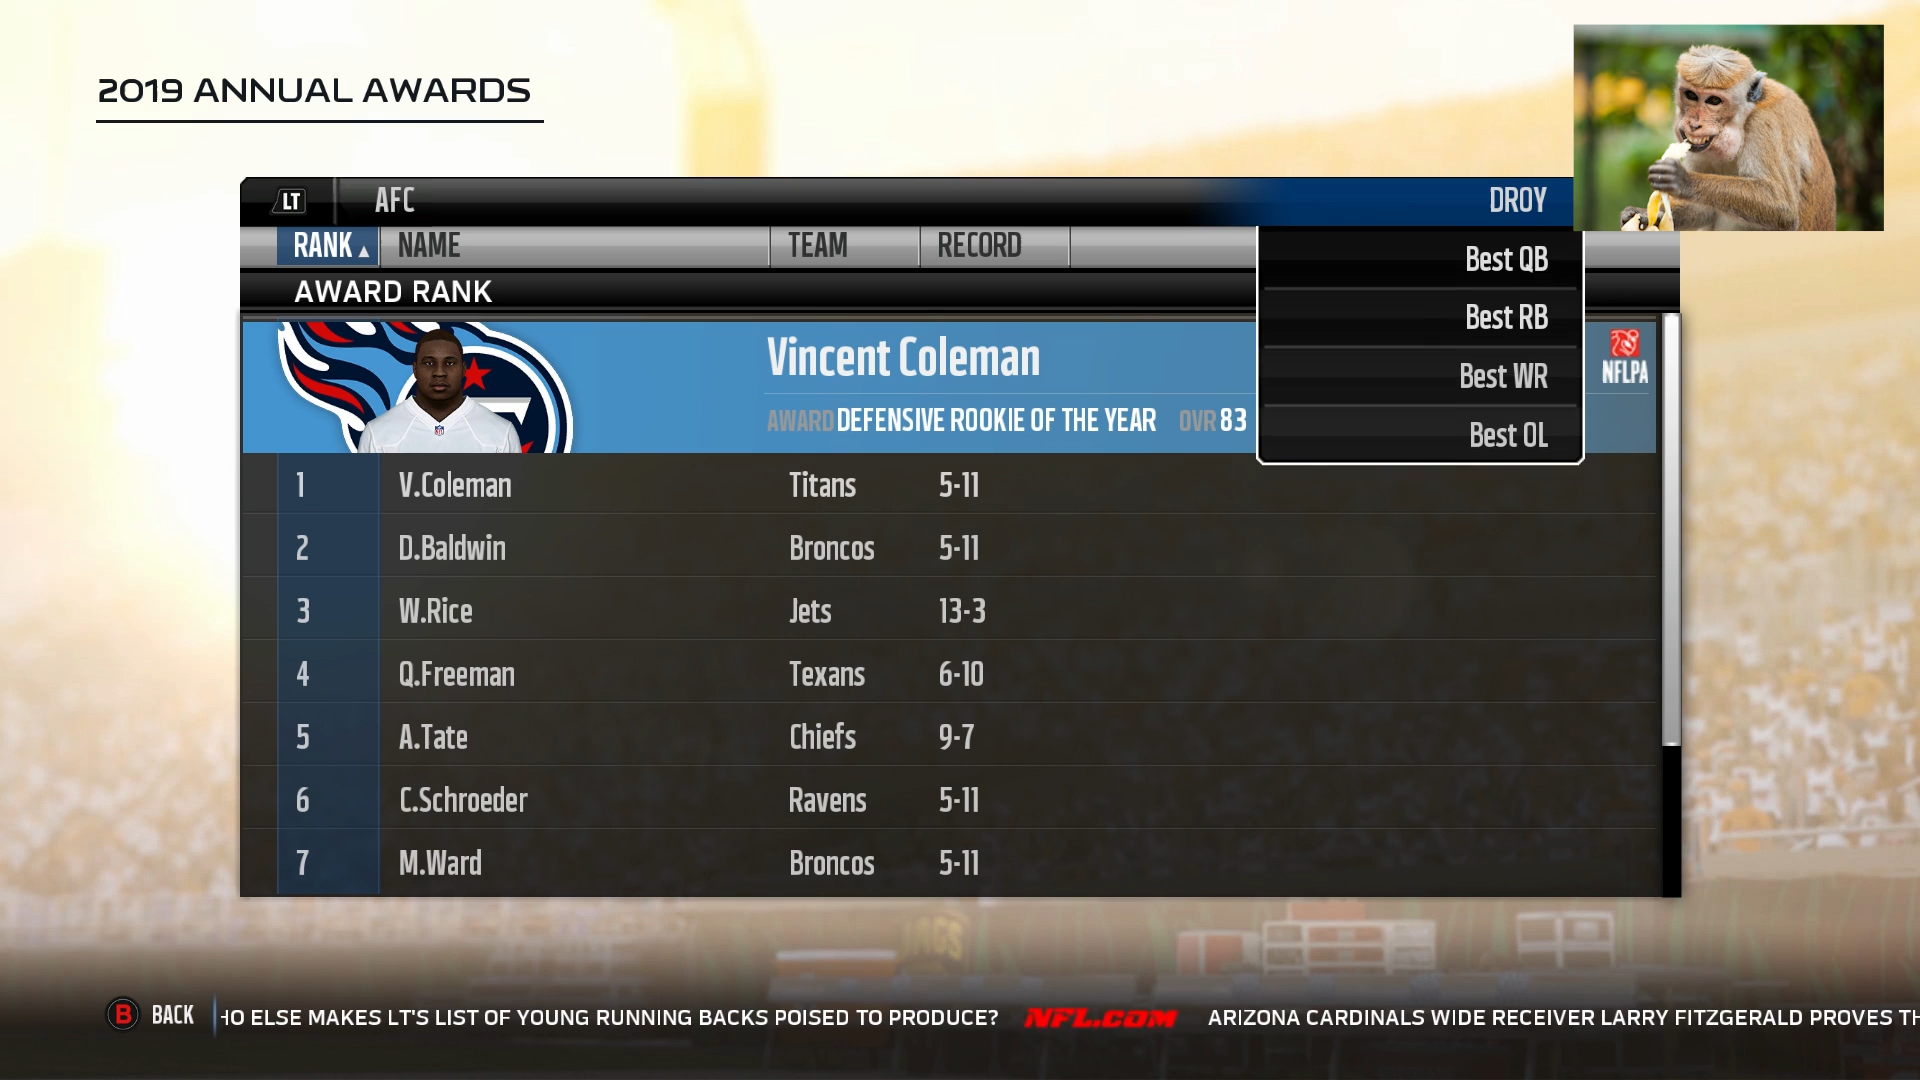 2019 ANNUAL AWARDS
LT AFC DROY
RANK NAME TEAM RECORD
Best QB
AWARD RANK
Best RB
Vincent Coleman
NFLPA
Best WR
AWARD DEFENSIVE ROOKIE OF THE YEAR OVR 83
Best OL
1 V.Coleman Titans 5-11
2 D.Baldwin Broncos 5-11
3 W.Rice Jets 13-3
4 Q.Freeman Texans 6-10
5 A.Tate Chiefs 9-7
6 C.Schroeder Ravens 5-11
7 M.Ward Broncos 5-11
JAGS
B BACK HO ELSE MAKES LT'S LIST OF YOUNG RUNNING BACKS POISED TO PRODUCE? NFL.COM ARIZONA CARDINALS WIDE RECEIVER LARRY FITZGERALD PROVES TH